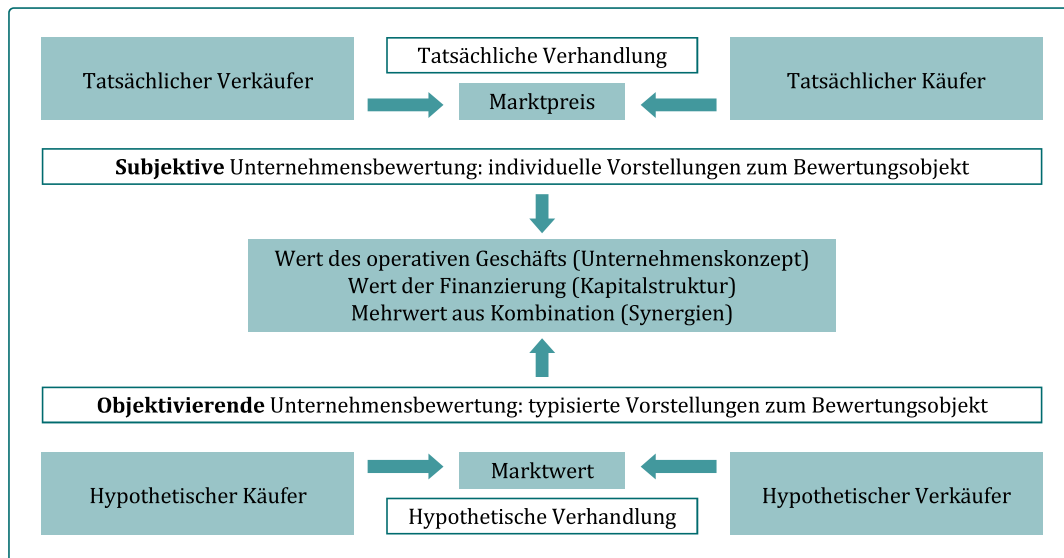 Tatsächlicher Verkäufer
Tatsächliche Verhandlung
Marktpreis
Tatsächlicher Käufer
Subjektive Unternehmensbewertung: individuelle Vorstellungen zum Bewertungsobjekt
Wert des operativen Geschäfts (Unternehmenskonzept)
Wert der Finanzierung (Kapitalstruktur)
Mehrwert aus Kombination (Synergien)
Objektivierende Unternehmensbewertung: typisierte Vorstellungen zum Bewertungsobjekt
Hypothetischer Käufer
Marktwert
Hypothetische Verhandlung
Hypothetischer Verkäufer